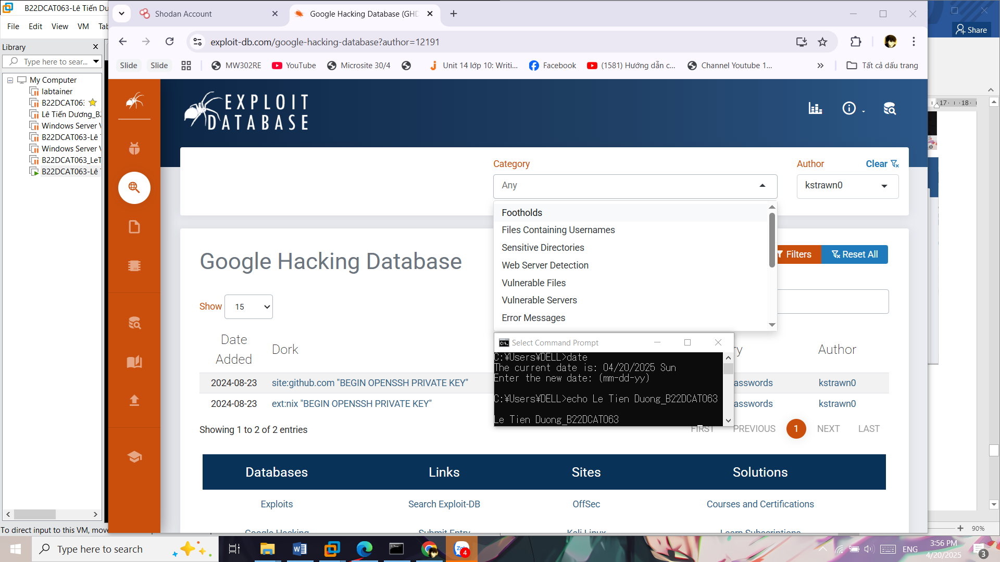 B22DCAT063-Lê Tiến Dư
File Edit View VM Tab
Library
Type here to sear...
My Computer
labtainer
B22DCAT063
Lê Tiến Dương_B2
Windows Server V
B22DCAT063-Lê T
Windows Server V
B22DCAT063_LeT
B22DCAT063-Lê T
To direct input to this VM, move
Shodan Account
Google Hacking Database (GHD
exploit-db.com/google-hacking-database?author=12191
Slide Slide MW302RE YouTube Microsite 30/4 Unit 14 lớp 10: Writi... Facebook (1581) Hướng dẫn c... Channel Youtube 1... » Tất cả dấu trang
Share
17 18
EXPLOIT
DATABASE
Category
Any
Author Clear
kstrawn0
Footholds
Files Containing Usernames
Sensitive Directories
Web Server Detection
Vulnerable Files
Vulnerable Servers
Error Messages
Google Hacking Database
Filters Reset All
Show 15
Date Added Dork ry Author
2024-08-23 site:github.com "BEGIN OPENSSH PRIVATE KEY" asswords kstrawn0
2024-08-23 ext:nix "BEGIN OPENSSH PRIVATE KEY" asswords kstrawn0
Showing 1 to 2 of 2 entries
FIRST PREVIOUS 1 NEXT LAST
Select Command Prompt
C:¥Users¥DELL>date
The current date is: 04/20/2025 Sun
Enter the new date: (mm-dd-yy)
C:¥Users¥DELL>echo Le Tien Duong_B22DCAT063
Le Tien Duong_B22DCAT063
Databases Links Sites Solutions
Exploits Search Exploit-DB OffSec Courses and Certifications
Google Hacking Submit Entry Kali Linux Learn Subscriptions
90%
Type here to search
ENG
3:56 PM
4/20/2025
4
3